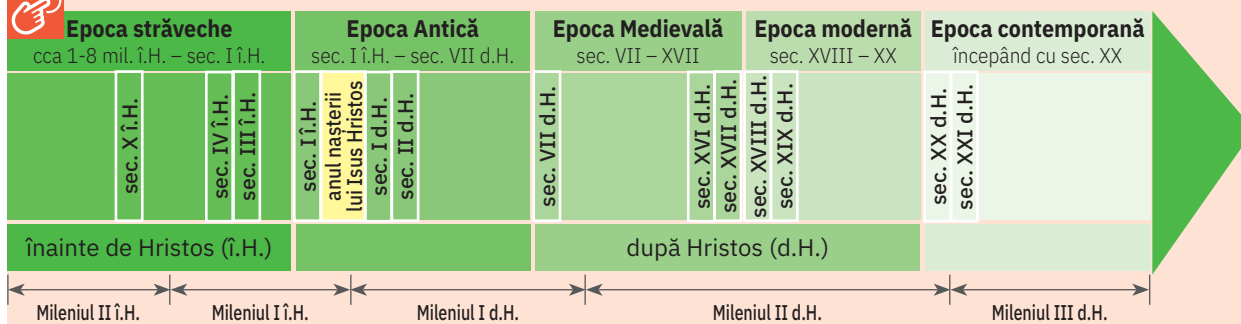 Epoca străveche
cca 1-8 mil. î.H. – sec. I î.H.
Epoca Antică
sec. I î.H. – sec. VII d.H.
Epoca Medievală
sec. VII – XVII
Epoca modernă
sec. XVIII – XX
Epoca contemporană
începând cu sec. XX
sec. X î.H.
sec. IV î.H.
sec. III î.H.
sec. I î.H.
anul nașterii
lui Isus Hristos
sec. I d.H.
sec. II d.H.
sec. VII d.H.
sec. XVI d.H.
sec. XVII d.H.
sec. XVIII d.H.
sec. XIX d.H.
sec. XX d.H.
sec. XXI d.H.
înainte de Hristos (î.H.)
după Hristos (d.H.)
Mileniul II î.H.
Mileniul I î.H.
Mileniul I d.H.
Mileniul II d.H.
Mileniul III d.H.